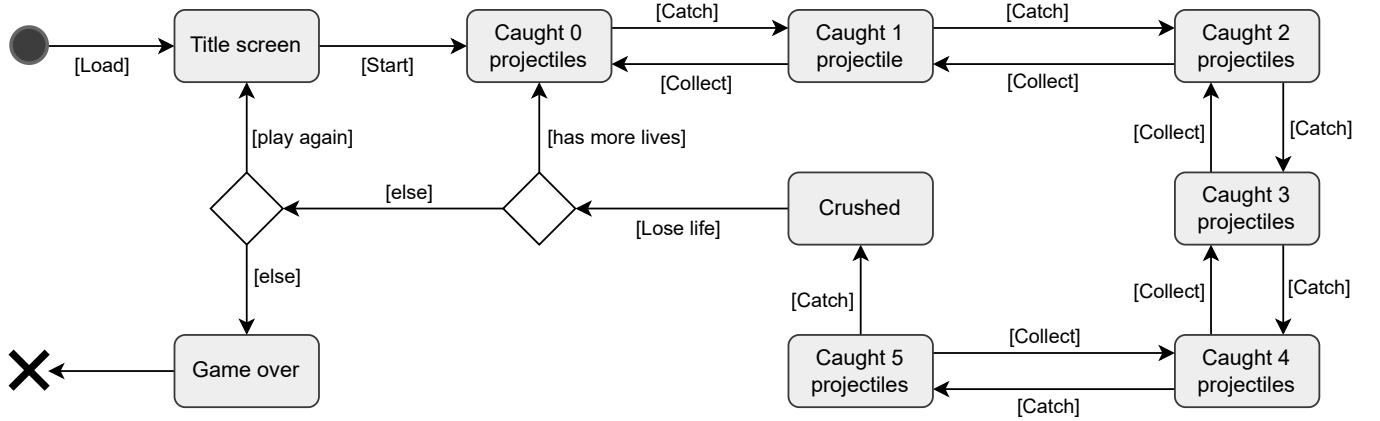 [Load]
Title screen
[Start]
Caught 0
projectiles
[Catch]
[Collect]
Caught 1
projectile
[Catch]
[Collect]
Caught 2
projectiles
[play again]
[has more lives]
[Collect]
[Catch]
[else]
[Lose life]
Crushed
Caught 3
projectiles
[else]
[Catch]
[Collect]
[Catch]
Game over
Caught 5
projectiles
[Collect]
[Catch]
Caught 4
projectiles